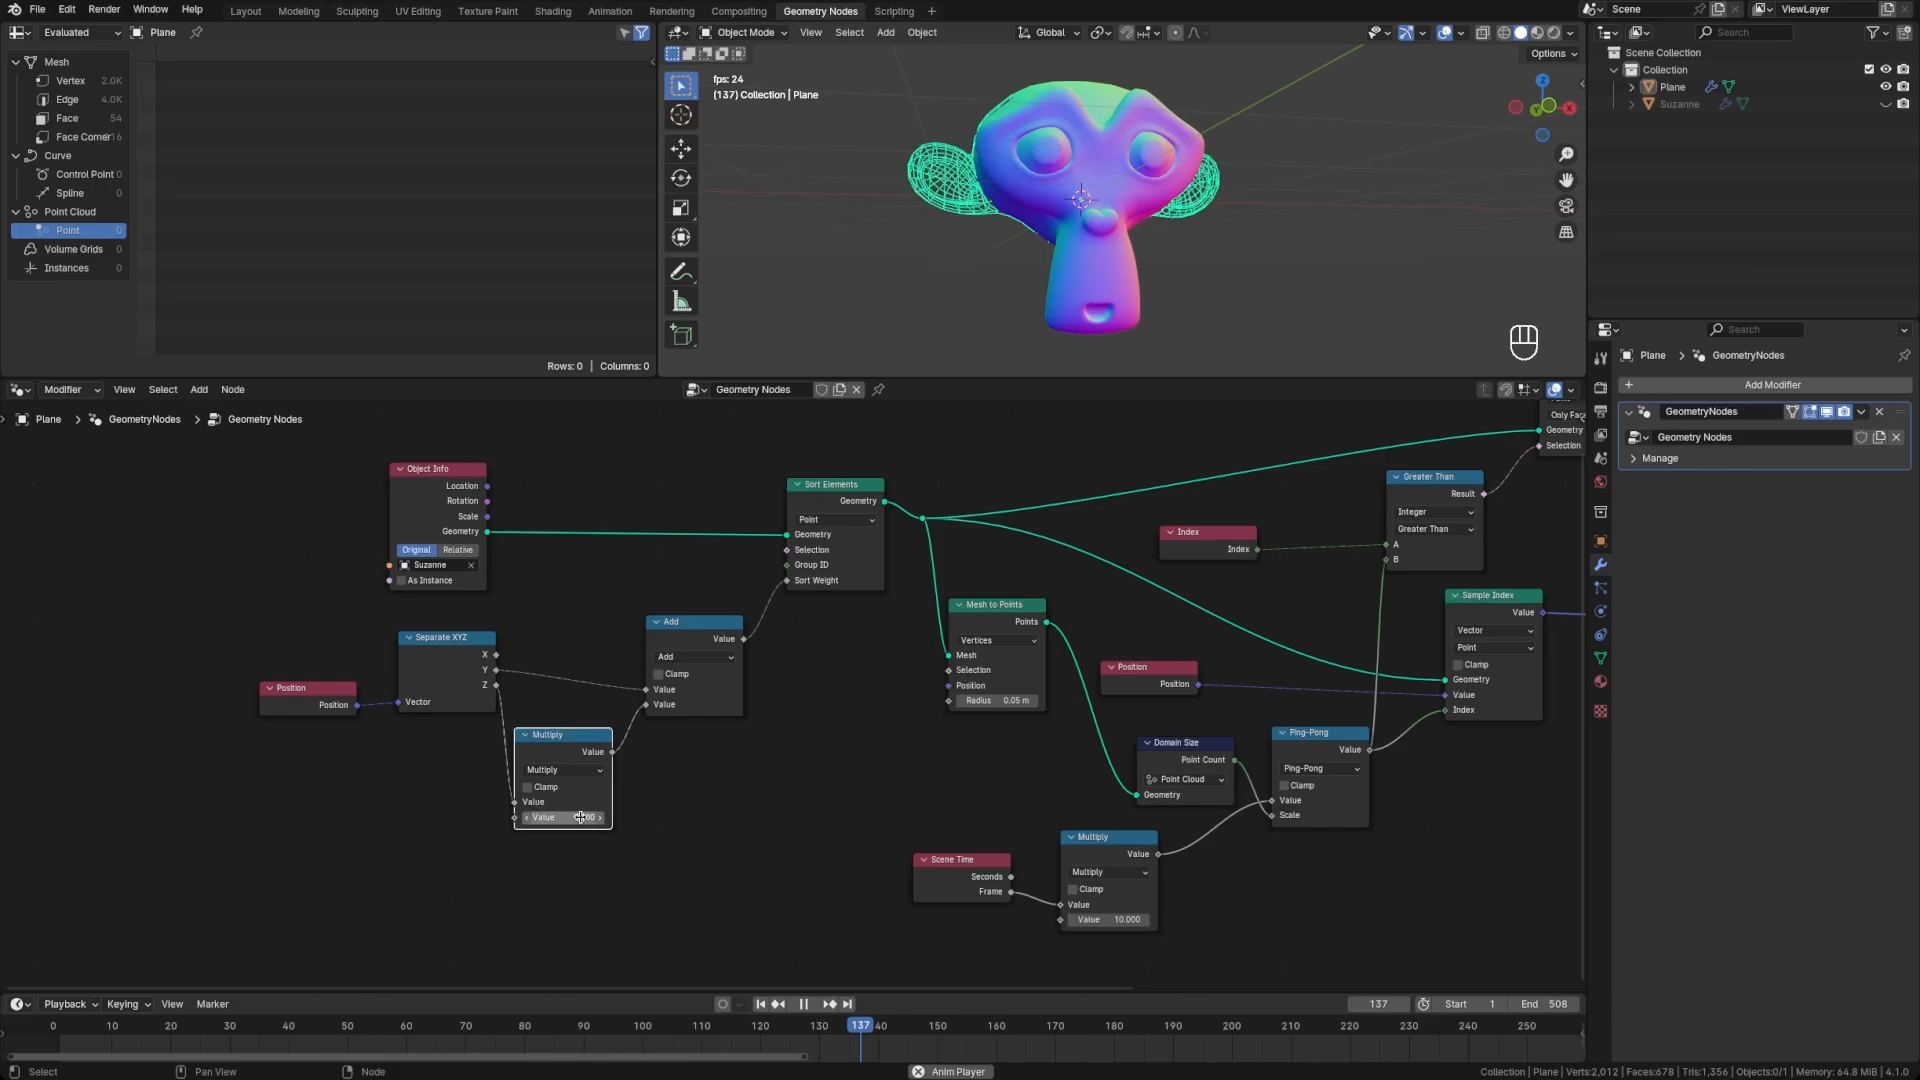 File Edit Render Window Help Layout Modeling Sculpting UV Editing Texture Paint Shading Animation Rendering Compositing Geometry Nodes Scripting + Scene ViewLayer
Evaluated Plane
Object Mode View Select Add Object Global
Search
Options
Mesh
Vertex 2.0K
Edge 4.0K
Face 54
Face Corner 16
Curve
Control Point 0
Spline 0
Point Cloud
Point 0
Volume Grids 0
Instances 0
Rows: 0 | Columns: 0
fps: 24
(137) Collection | Plane
Z
Y
X
Scene Collection
Collection
Plane
Suzanne
Search
Plane > GeometryNodes
+ Add Modifier
GeometryNodes
Geometry Nodes
Manage
Modifier View Select Add Node Geometry Nodes
Plane > GeometryNodes > Geometry Nodes
Object Info
Location
Rotation
Scale
Geometry
Original Relative
Suzanne
As Instance
Position
Position
Separate XYZ
X
Y
Z
Vector
Multiply
Value
Multiply
Clamp
Value
Value
Add
Value
Add
Clamp
Value
Value
Sort Elements
Geometry
Point
Geometry
Selection
Group ID
Sort Weight
Mesh to Points
Points
Vertices
Mesh
Selection
Position
Radius 0.05 m
Index
Index
Position
Position
Domain Size
Point Count
Point Cloud
Geometry
Scene Time
Seconds
Frame
Multiply
Value
Multiply
Clamp
Value
Value 10.000
Ping-Pong
Value
Ping-Pong
Clamp
Value
Scale
Greater Than
Result
Integer
Greater Than
A
B
Sample Index
Value
Vector
Point
Clamp
Geometry
Value
Index
Geometry
Selection
Playback Keying View Marker 137 Start 1 End 508
0 10 20 30 40 50 60 70 80 90 100 110 120 130 137 40 150 160 170 180 190 200 210 220 230 240 250
Select Pan View Node Anim Player Collection | Plane | Verts:2,012 | Faces:678 | Tris:1,356 | Objects:0/1 | Memory: 64.8 MiB | 4.1.0